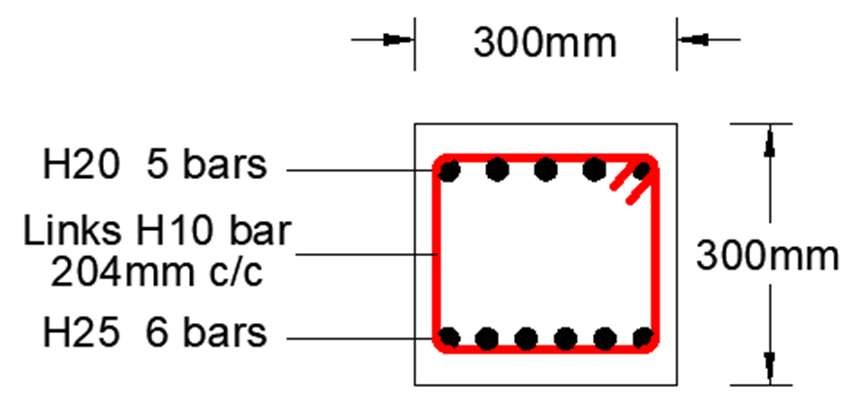 300mm
H20 5 bars
Links H10 bar
204mm c/c
300mm
H25 6 bars